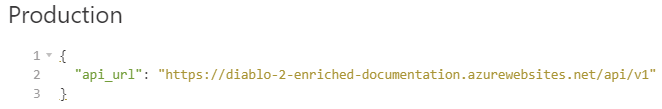 Production
1 {
2 "api_url": "https://diablo-2-enriched-documentation.azurewebsites.net/api/v1"
3 }